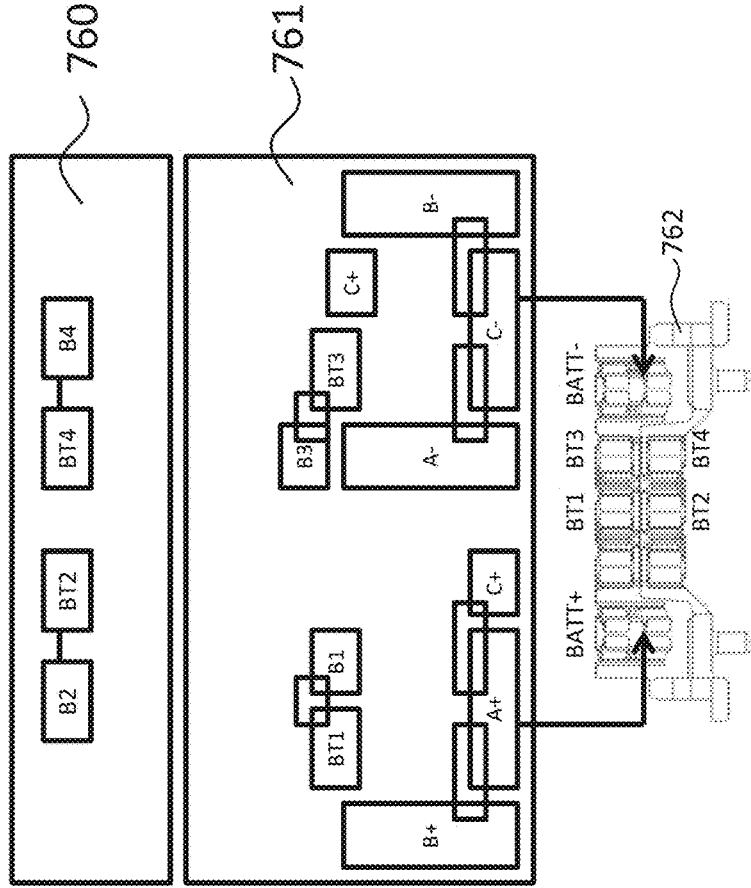 760
B2
BT2
BT4
B4
761
BT1
B1
B3
BT3
C+
B+
A+
C+
A-
C-
B-
BATT+
BT1
BT3
BATT-
BT2
BT4
762